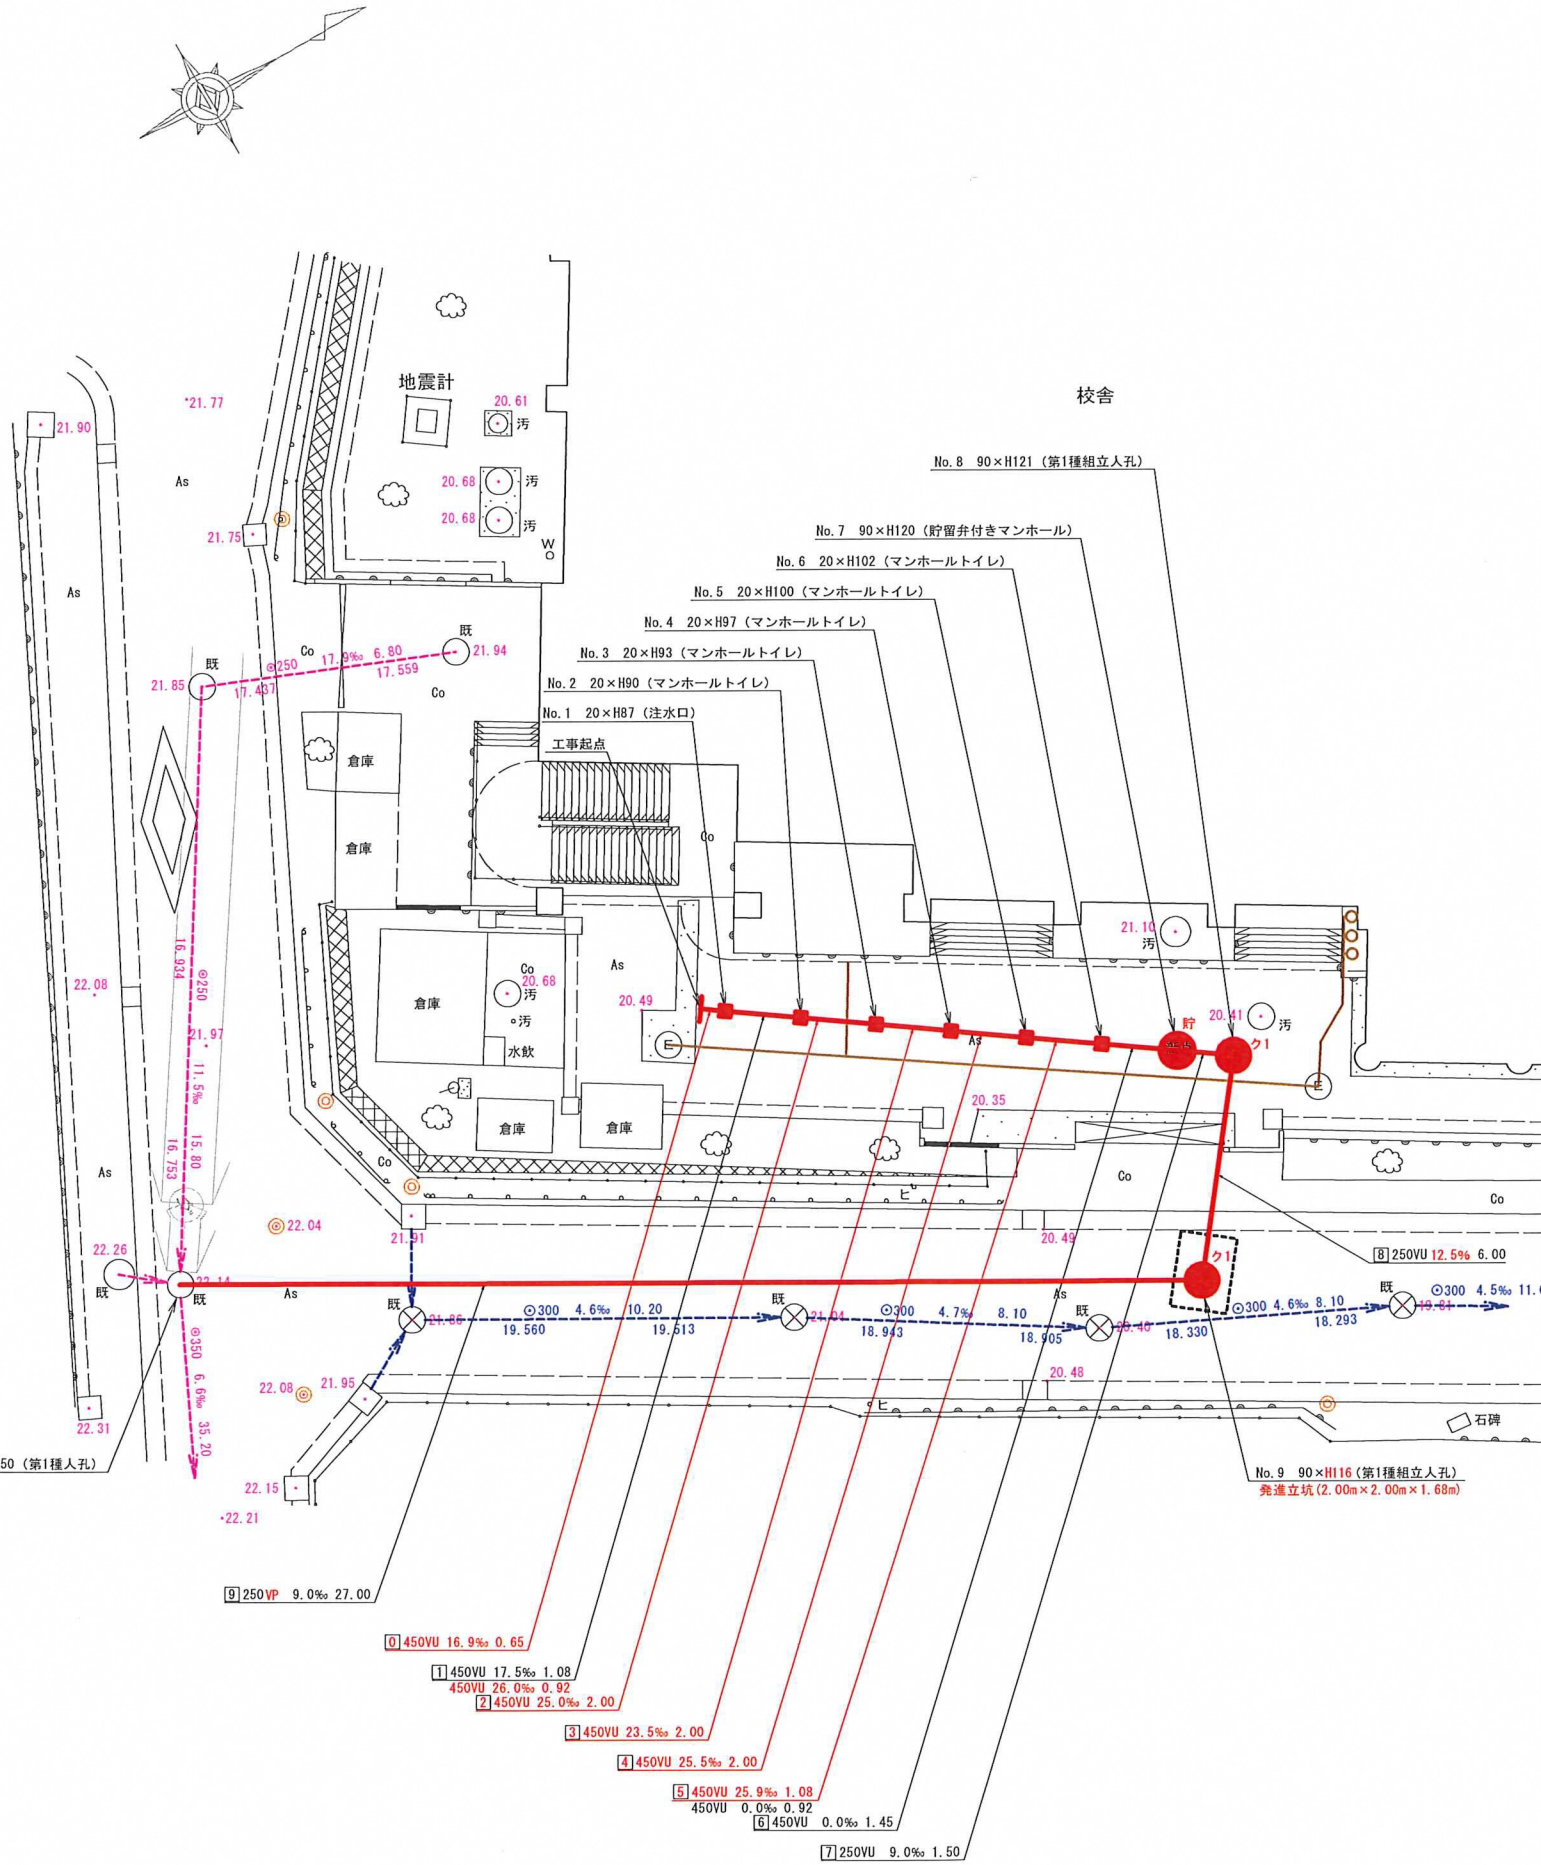 地震計
校舎
21.77
21.90
As
20.61
汚
20.68
汚
20.68
汚
W
21.75
As
No.8 90×H121 (第1種組立人孔)
No.7 90×H120 (貯留弁付きマンホール)
No.6 20×H102 (マンホールトイレ)
No.5 20×H100 (マンホールトイレ)
No.4 20×H97 (マンホールトイレ)
No.3 20×H93 (マンホールトイレ)
No.2 20×H90 (マンホールトイレ)
No.1 20×H87 (注水口)
工事起点
既
21.94
Co
◎250 17.9‰ 6.80
17.437
17.559
既
21.85
Co
倉庫
倉庫
Co
16.934
◎250
21.97
11.5‰ 15.80
16.753
22.08
倉庫
Co
20.68
汚
汚
水飲
As
20.49
E
21.10
汚
20.41
汚
貯
ク1
As
E
20.35
倉庫
倉庫
Co
Co
Co
ヒ
As
22.04
21.91
22.26
既
22.14
既
As
20.49
As
ク1
8 250VU 12.5‰ 6.00
既
21.86
◎300 4.6‰ 10.20
19.560
19.513
既
21.04
◎300 4.7‰ 8.10
18.943
18.905
既
20.40
◎300 4.6‰ 8.10
18.330
18.293
既
19.81
◎300 4.5‰ 11.6
◎350 6.6‰ 35.20
22.08
21.95
20.48
ヒ
石碑
22.31
50 (第1種人孔)
22.15
22.21
No.9 90×H116 (第1種組立人孔)
発進立坑(2.00m×2.00m×1.68m)
9 250VP 9.0‰ 27.00
0 450VU 16.9‰ 0.65
1 450VU 17.5‰ 1.08
450VU 26.0‰ 0.92
2 450VU 25.0‰ 2.00
3 450VU 23.5‰ 2.00
4 450VU 25.5‰ 2.00
5 450VU 25.9‰ 1.08
450VU 0.0‰ 0.92
6 450VU 0.0‰ 1.45
7 250VU 9.0‰ 1.50